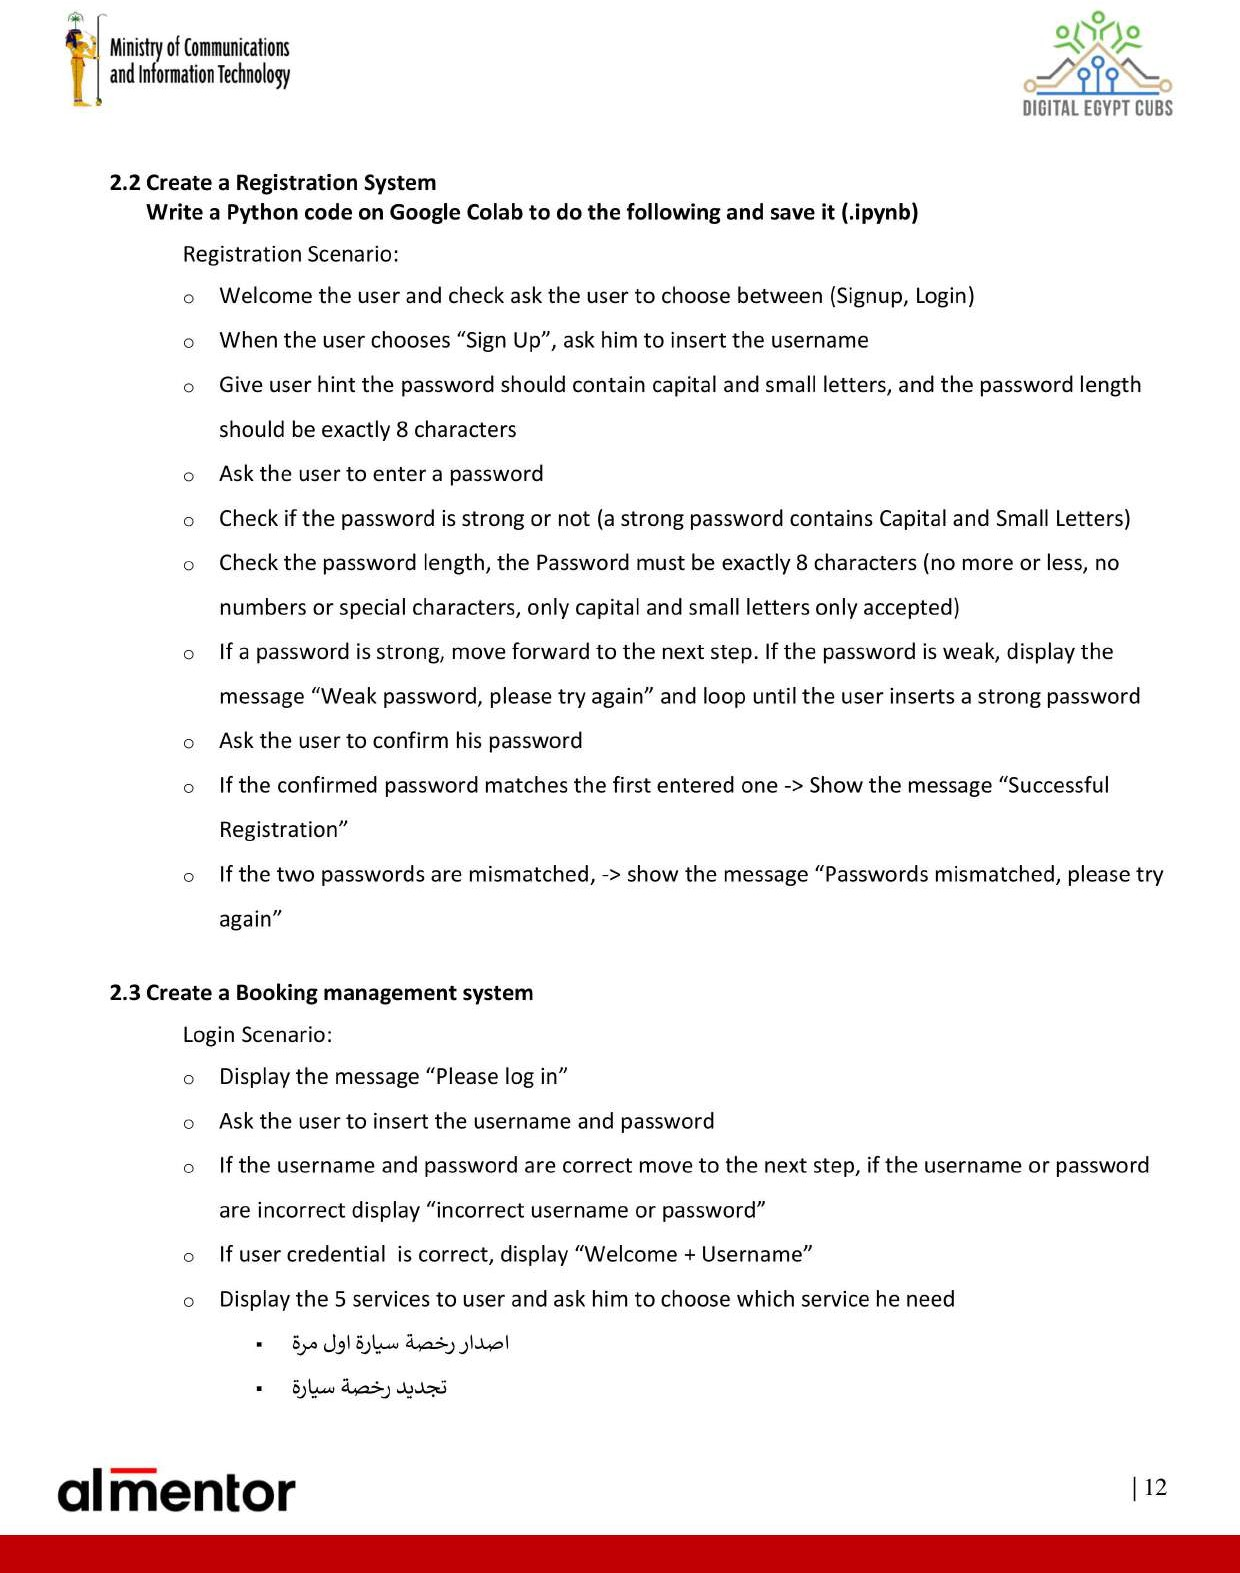 Ministry of Communications
and Information Technology
DIGITAL EGYPT CUBS
2.2 Create a Registration System
Write a Python code on Google Colab to do the following and save it (.ipynb)
Registration Scenario:
o Welcome the user and check ask the user to choose between (Signup, Login)
o When the user chooses “Sign Up”, ask him to insert the username
o Give user hint the password should contain capital and small letters, and the password length
should be exactly 8 characters
o Ask the user to enter a password
o Check if the password is strong or not (a strong password contains Capital and Small Letters)
o Check the password length, the Password must be exactly 8 characters (no more or less, no
numbers or special characters, only capital and small letters only accepted)
o If a password is strong, move forward to the next step. If the password is weak, display the
message “Weak password, please try again” and loop until the user inserts a strong password
o Ask the user to confirm his password
o If the confirmed password matches the first entered one -> Show the message “Successful
Registration”
o If the two passwords are mismatched, -> show the message “Passwords mismatched, please try
again”
2.3 Create a Booking management system
Login Scenario:
o Display the message “Please log in”
o Ask the user to insert the username and password
o If the username and password are correct move to the next step, if the username or password
are incorrect display “incorrect username or password”
o If user credential  is correct, display “Welcome + Username”
o Display the 5 services to user and ask him to choose which service he need
▪ اصدار رخصة سيارة اول مرة
▪ تجديد رخصة سيارة
almentor
| 12